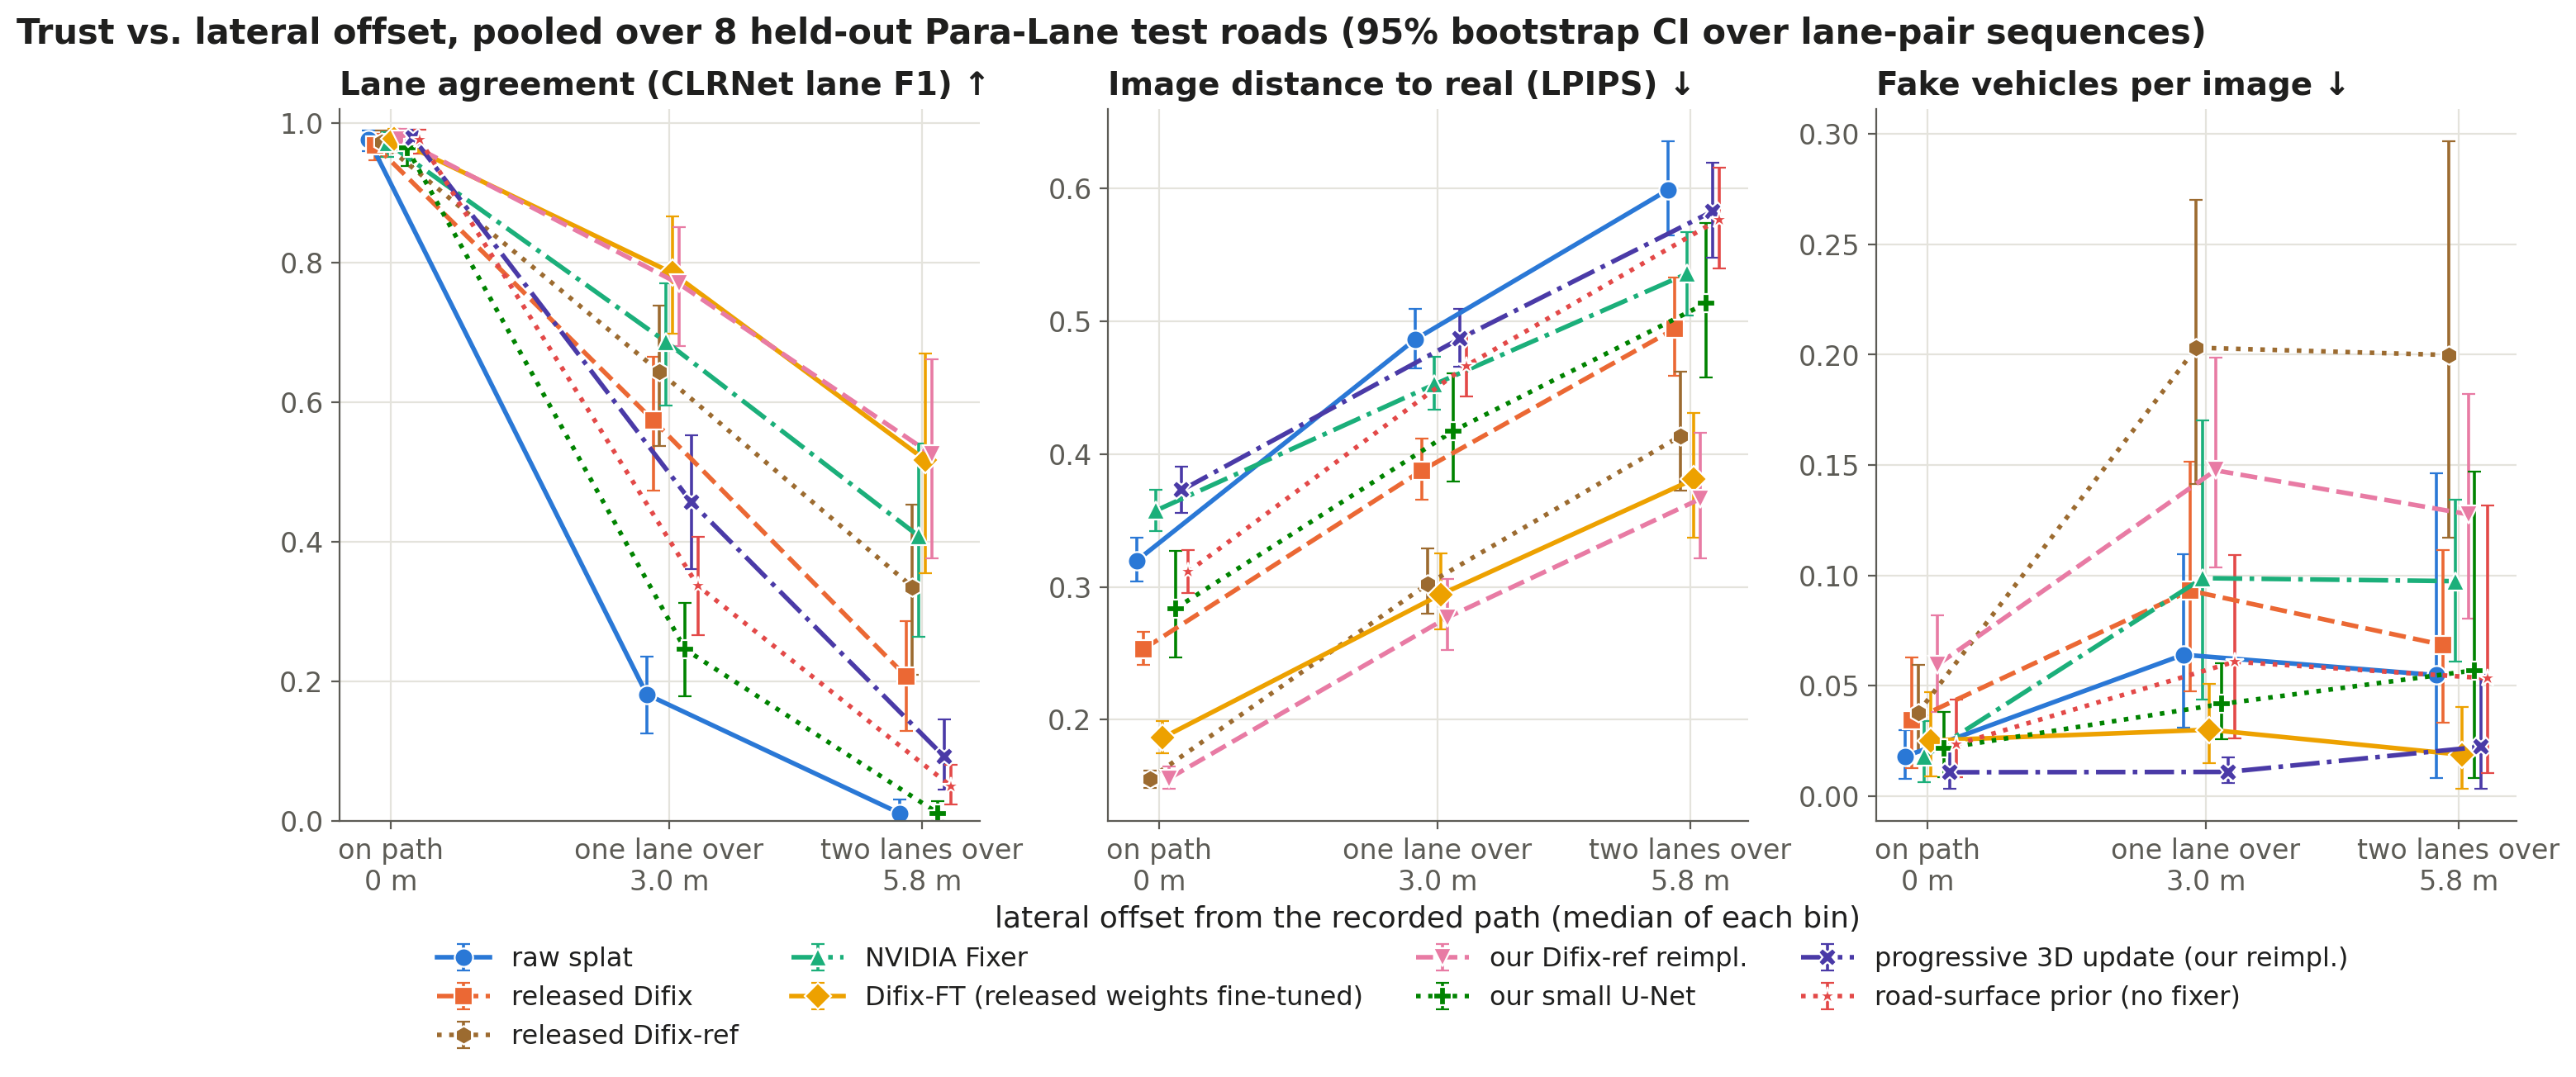 Trust vs. lateral offset, pooled over 8 held-out Para-Lane test roads (95% bootstrap CI over lane-pair sequences)
Lane agreement (CLRNet lane F1) ↑
1.0
0.8
0.6
0.4
0.2
0.0
on path
0 m
one lane over
3.0 m
two lanes over
5.8 m
Image distance to real (LPIPS) ↓
0.6
0.5
0.4
0.3
0.2
on path
0 m
one lane over
3.0 m
two lanes over
5.8 m
Fake vehicles per image ↓
0.30
0.25
0.20
0.15
0.10
0.05
0.00
on path
0 m
one lane over
3.0 m
two lanes over
5.8 m
lateral offset from the recorded path (median of each bin)
raw splat
released Difix
released Difix-ref
NVIDIA Fixer
Difix-FT (released weights fine-tuned)
our Difix-ref reimpl.
our small U-Net
progressive 3D update (our reimpl.)
road-surface prior (no fixer)